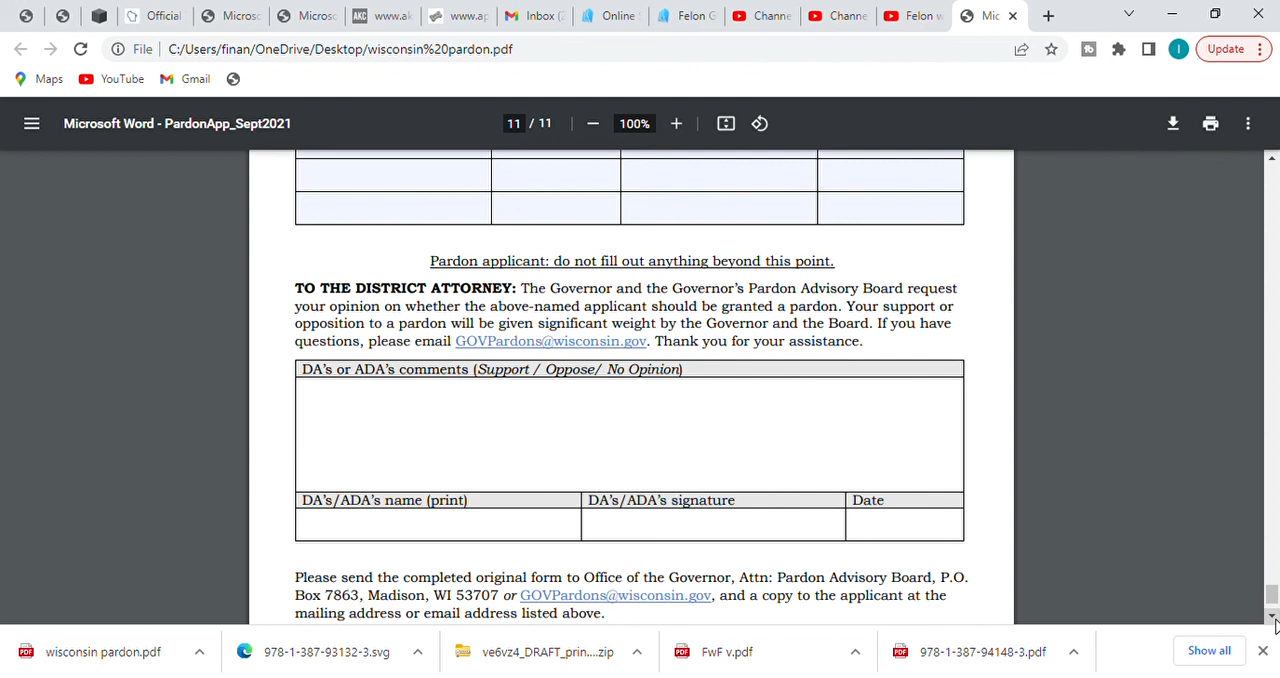 Official
Microsc
Microsc
AKC www.ak
www.ap
Inbox (2
Online
Felon G
Channe
Channe
Felon w
Mic
File C:/Users/finan/OneDrive/Desktop/wisconsin%20pardon.pdf
Update
Maps YouTube Gmail
Microsoft Word - PardonApp_Sept2021
11 / 11
100%
Pardon applicant: do not fill out anything beyond this point.
TO THE DISTRICT ATTORNEY: The Governor and the Governor's Pardon Advisory Board request
your opinion on whether the above-named applicant should be granted a pardon. Your support or
opposition to a pardon will be given significant weight by the Governor and the Board. If you have
questions, please email GOVPardons@wisconsin.gov. Thank you for your assistance.
DA's or ADA's comments (Support / Oppose/ No Opinion)
DA's/ADA's name (print) DA's/ADA's signature Date
Please send the completed original form to Office of the Governor, Attn: Pardon Advisory Board, P.O.
Box 7863, Madison, WI 53707 or GOVPardons@wisconsin.gov, and a copy to the applicant at the
mailing address or email address listed above.
wisconsin pardon.pdf
978-1-387-93132-3.svg
ve6vz4_DRAFT_prin....zip
FwF v.pdf
978-1-387-94148-3.pdf
Show all